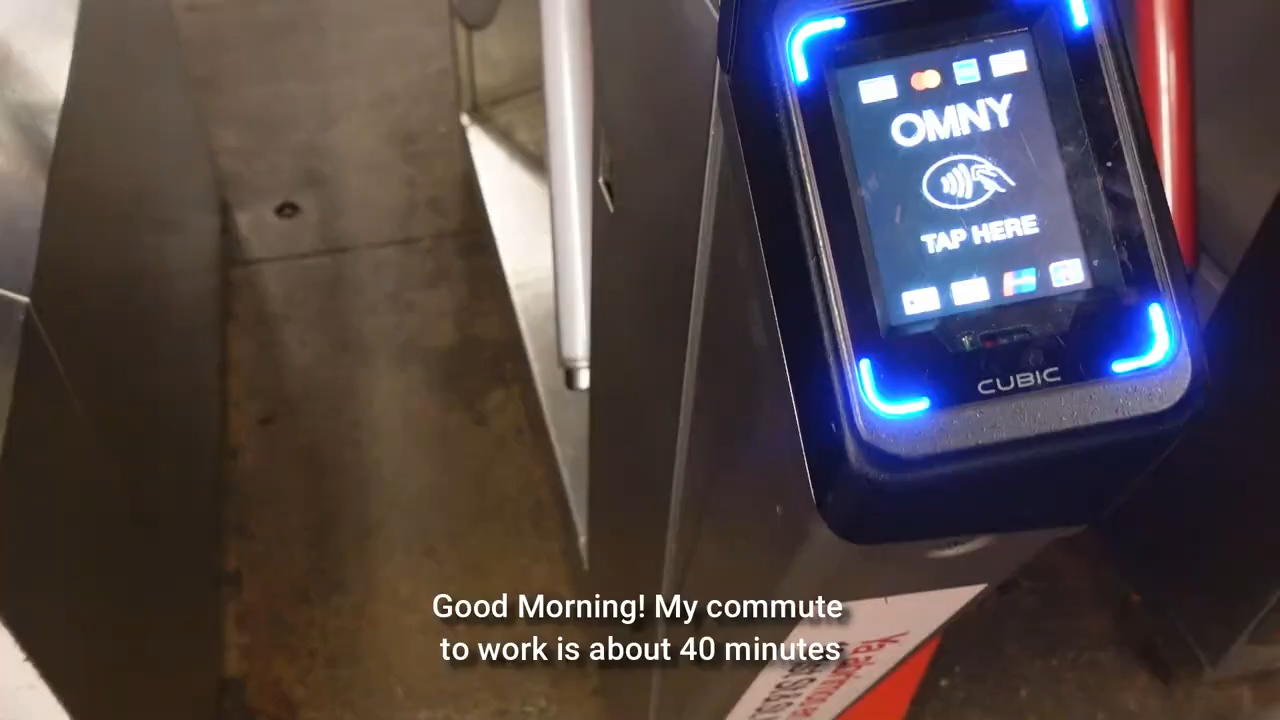 OMNY
TAP HERE
CUBIC
Good Morning! My commute
to work is about 40 minutes